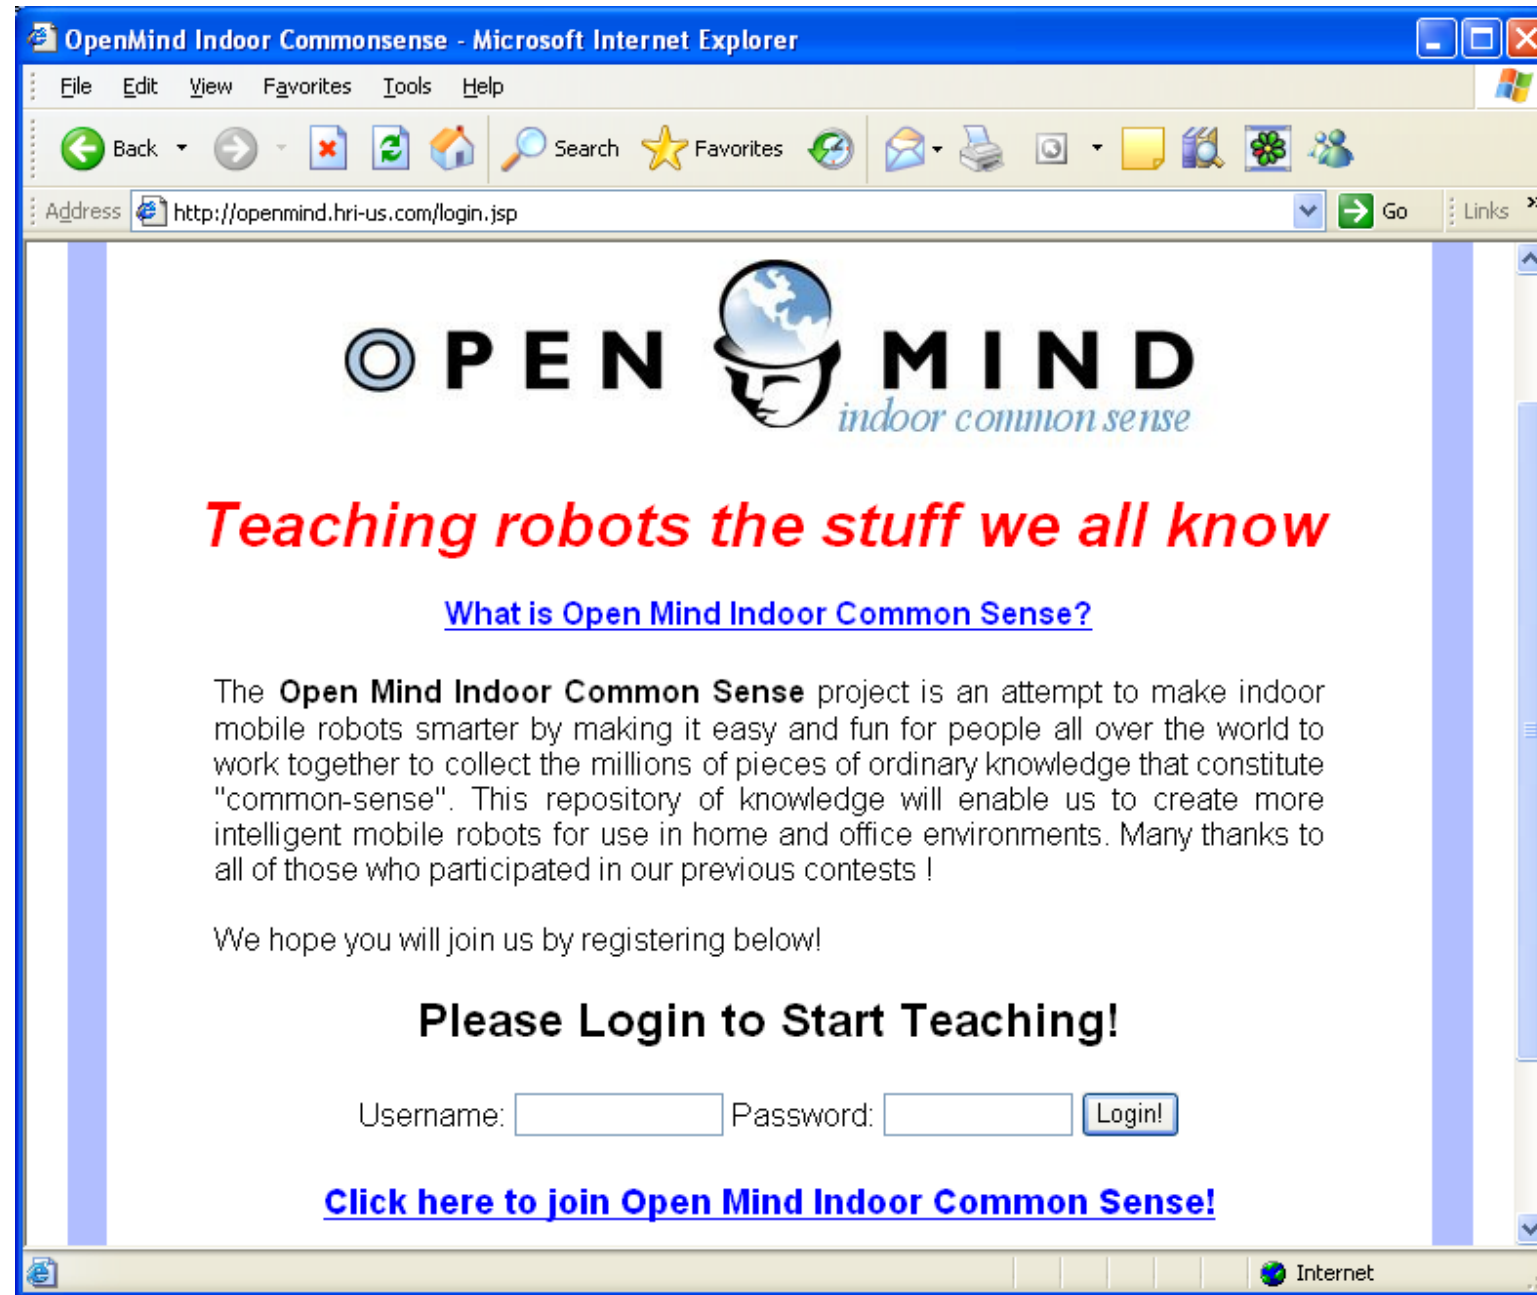 OpenMind Indoor Commonsense - Microsoft Internet Explorer
File Edit View Favorites Tools Help
Back Search Favorites
Address http://openmind.hri-us.com/login.jsp Go Links »
OPEN MIND
indoor common sense
Teaching robots the stuff we all know
What is Open Mind Indoor Common Sense?
The Open Mind Indoor Common Sense project is an attempt to make indoor
mobile robots smarter by making it easy and fun for people all over the world to
work together to collect the millions of pieces of ordinary knowledge that constitute
"common-sense". This repository of knowledge will enable us to create more
intelligent mobile robots for use in home and office environments. Many thanks to
all of those who participated in our previous contests !
We hope you will join us by registering below!
Please Login to Start Teaching!
Username: Password: Login!
Click here to join Open Mind Indoor Common Sense!
Internet